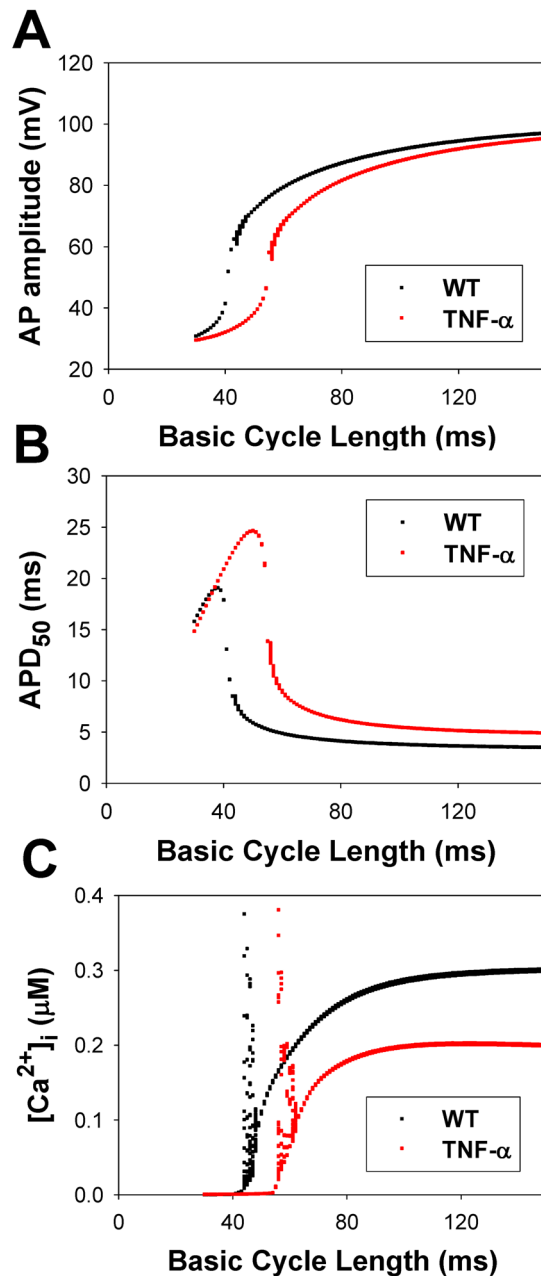 A
AP amplitude (mV)
120
100
80
60
40
20
WT
TNF-α
0 40 80 120
Basic Cycle Length (ms)
B
APD50 (ms)
30
25
20
15
10
5
0
WT
TNF-α
0 40 80 120
Basic Cycle Length (ms)
C
[Ca2+]i (μM)
0.4
0.3
0.2
0.1
0.0
WT
TNF-α
0 40 80 120
Basic Cycle Length (ms)